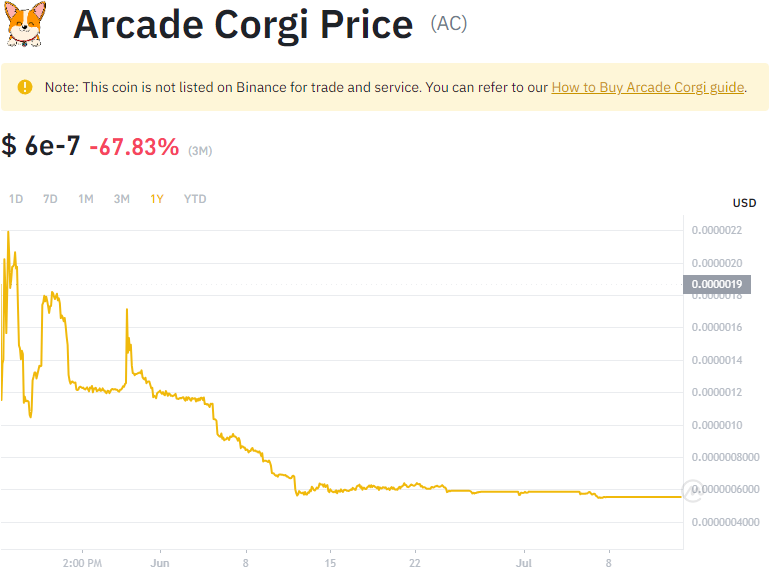 Arcade Corgi Price (AC)
Note: This coin is not listed on Binance for trade and service. You can refer to our How to Buy Arcade Corgi guide.
$ 6e-7 -67.83% (3M)
1D 7D 1M 3M 1Y YTD
USD
0.0000022
0.0000020
0.0000019
0.0000018
0.0000016
0.0000014
0.0000012
0.0000010
0.0000008000
0.0000006000
0.0000004000
2:00 PM Jun 8 15 22 Jul 8